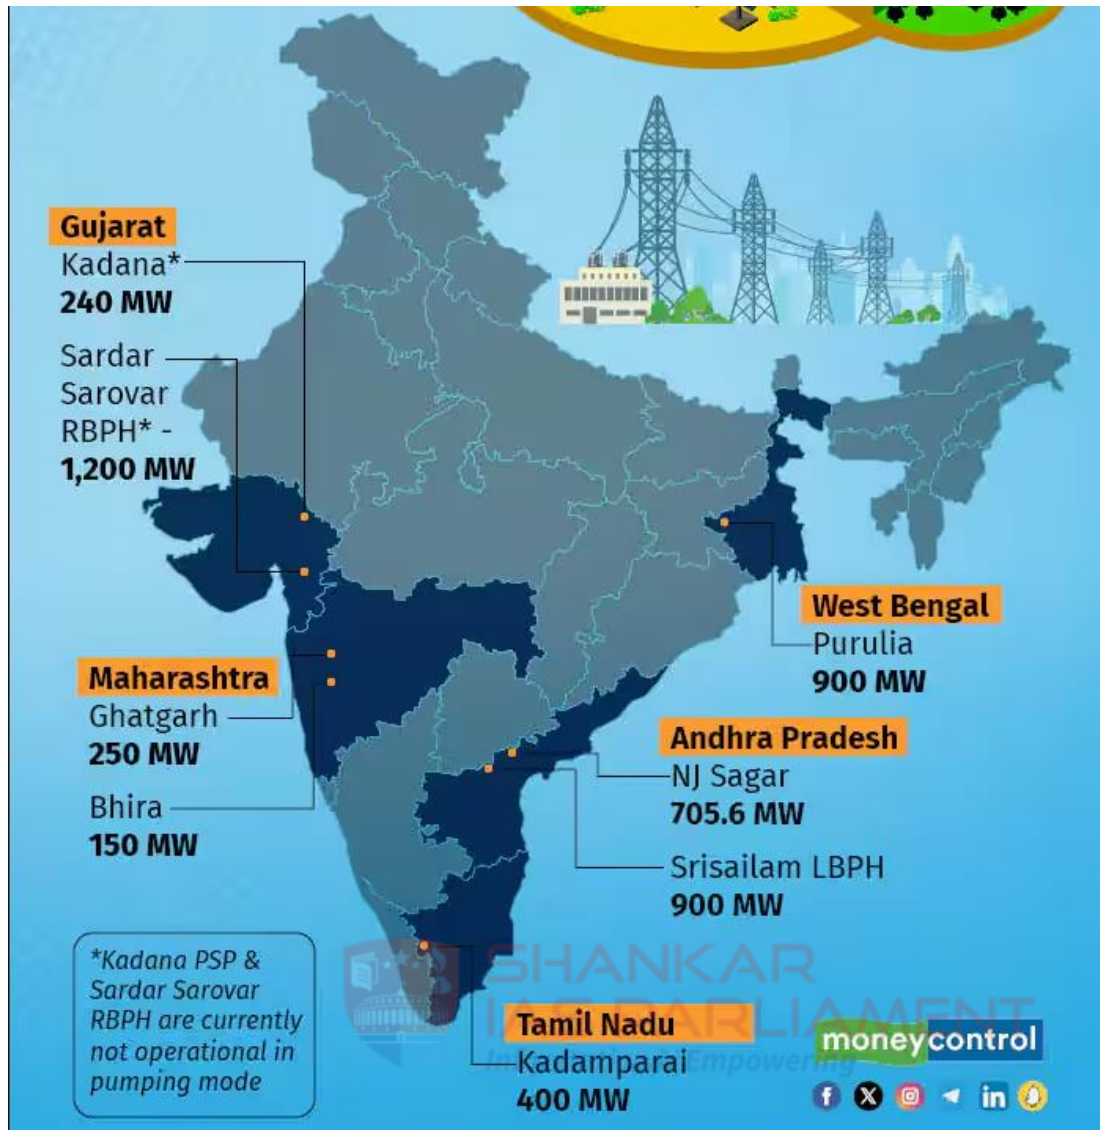 Gujarat
Kadana*
240 MW
Sardar
Sarovar
RBPH* -
1,200 MW
Maharashtra
Ghatgarh
250 MW
Bhira
150 MW
West Bengal
Purulia
900 MW
Andhra Pradesh
NJ Sagar
705.6 MW
Srisailam LBPH
900 MW
Tamil Nadu
Kadamparai
400 MW
*Kadana PSP &
Sardar Sarovar
RBPH are currently
not operational in
pumping mode
SHANKAR
IAS PARLIAMENT
Empowering
moneycontrol